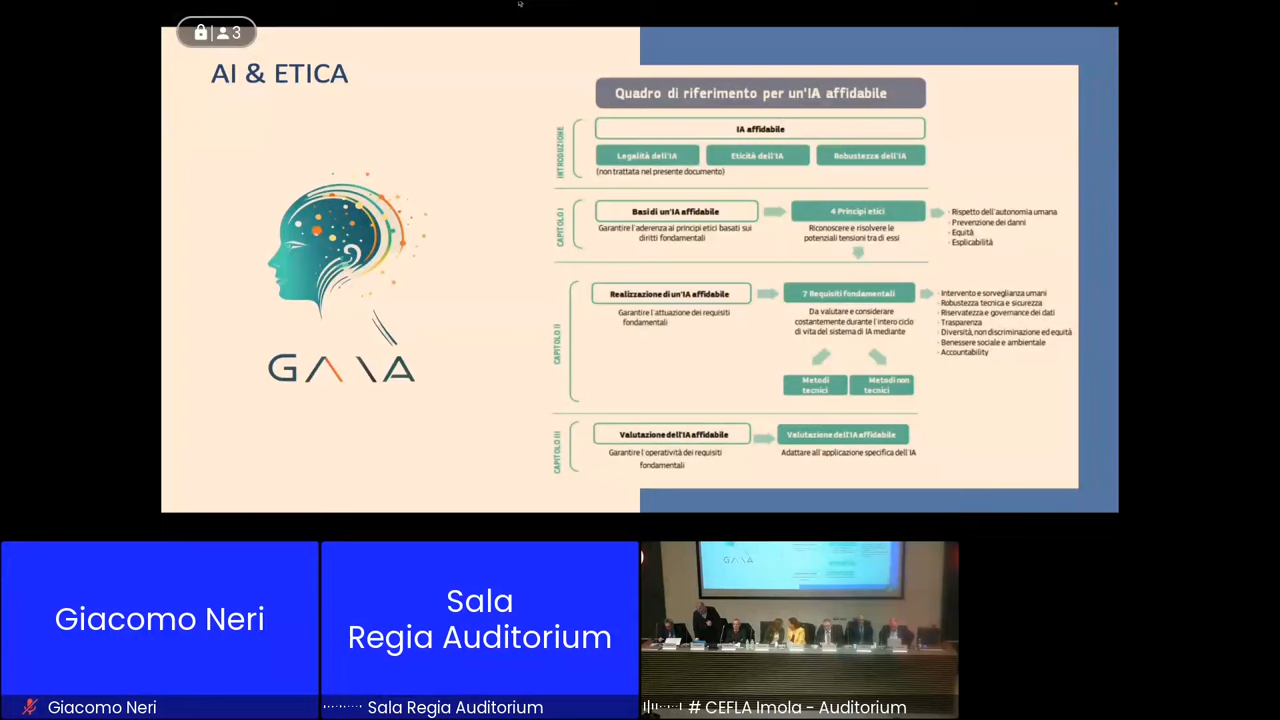 3
AI & ETICA
GAIA
Quadro di riferimento per un'IA affidabile
INTRODUZIONE
IA affidabile
Legalità dell'IA
Eticità dell'IA
Robustezza dell'IA
(non trattata nel presente documento)
CAPITOLO I
Basi di un'IA affidabile
Garantire l'aderenza ai principi etici basati sui
diritti fondamentali
4 Principi etici
Riconoscere e risolvere le
potenziali tensioni tra di essi
· Rispetto dell'autonomia umana
· Prevenzione dei danni
· Equità
· Esplicabilità
CAPITOLO II
Realizzazione di un'IA affidabile
Garantire l'attuazione dei requisiti
fondamentali
7 Requisiti fondamentali
Da valutare e considerare
costantemente durante l'intero ciclo
di vita del sistema di IA mediante
Metodi
tecnici
Metodi non
tecnici
· Intervento e sorveglianza umani
· Robustezza tecnica e sicurezza
· Riservatezza e governance dei dati
· Trasparenza
· Diversità, non discriminazione ed equità
· Benessere sociale e ambientale
· Accountability
CAPITOLO III
Valutazione dell'IA affidabile
Garantire l'operatività dei requisiti
fondamentali
Valutazione dell'IA affidabile
Adattare all'applicazione specifica dell'IA
Giacomo Neri
Sala
Regia Auditorium
GAIA
Giacomo Neri
Sala Regia Auditorium
# CEFLA Imola - Auditorium